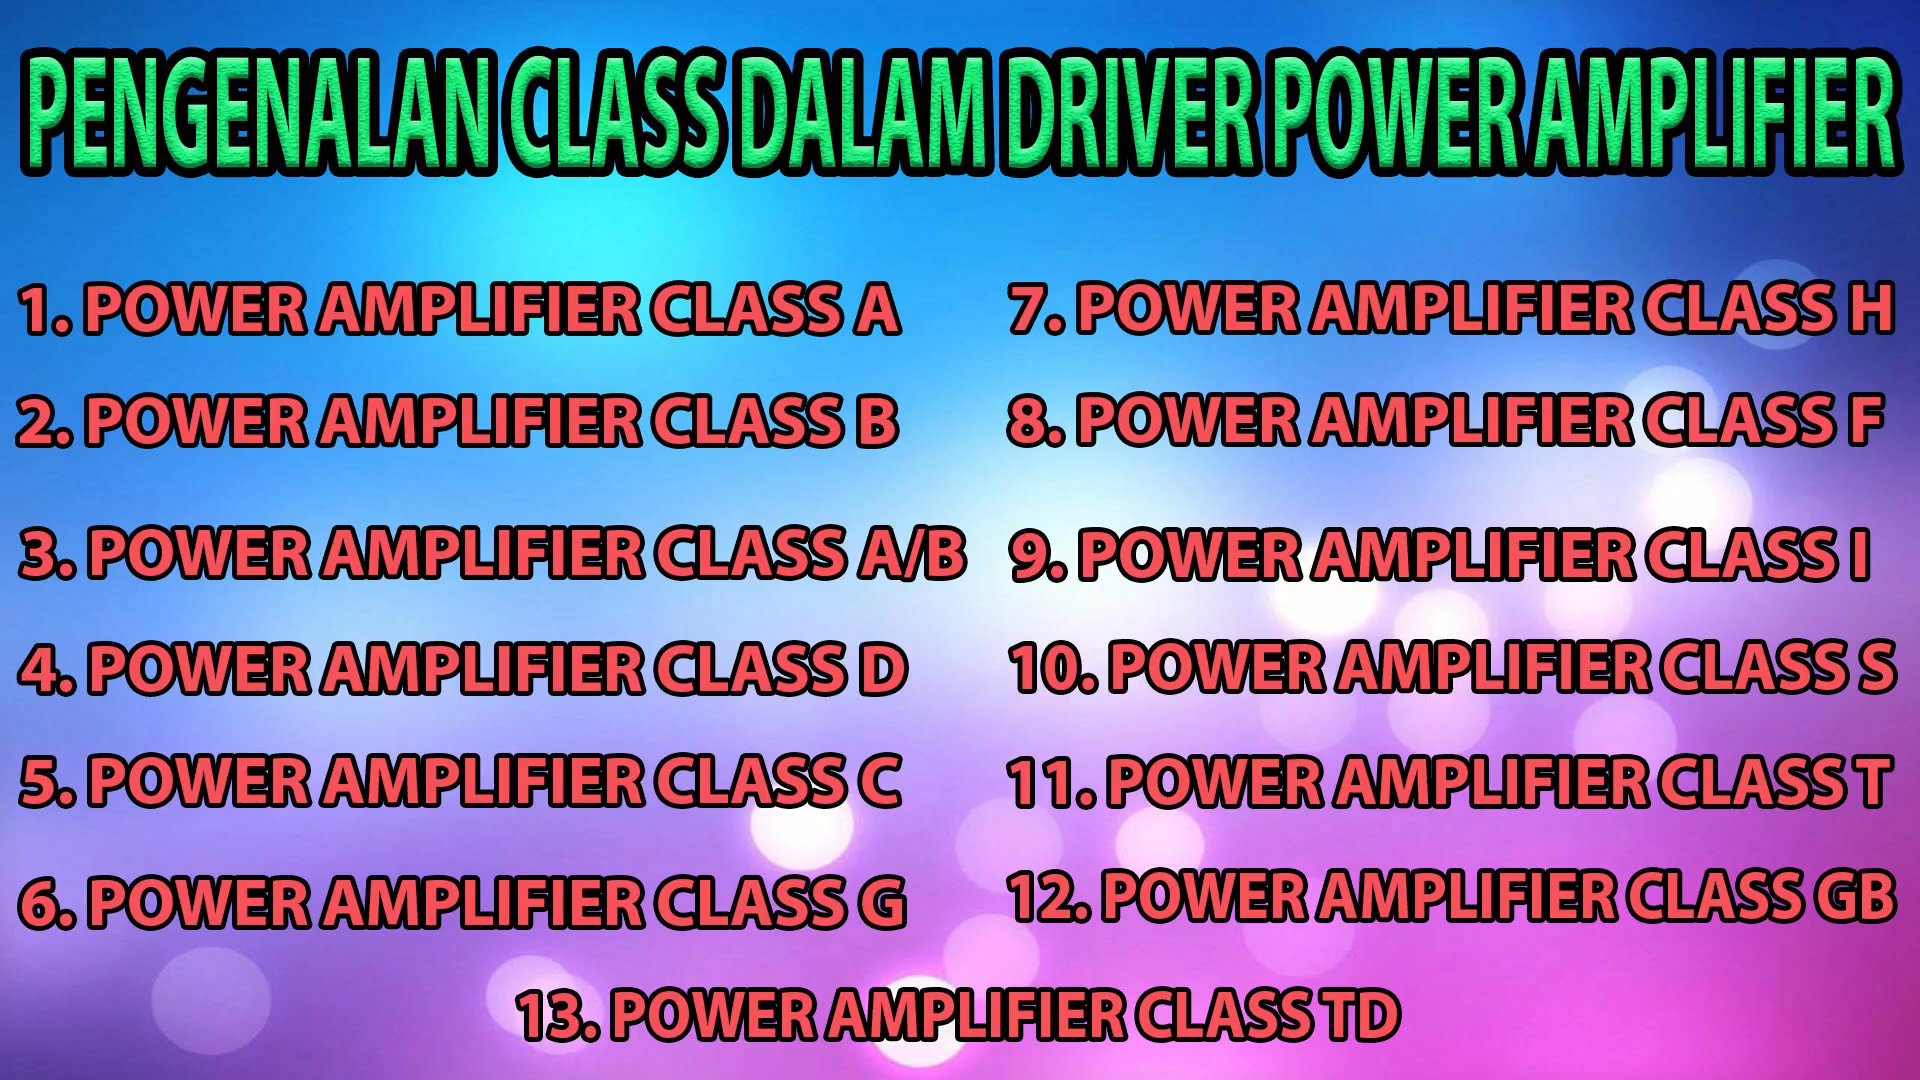 PENGENALAN CLASS DALAM DRIVER POWER AMPLIFIER
1. POWER AMPLIFIER CLASS A
2. POWER AMPLIFIER CLASS B
3. POWER AMPLIFIER CLASS A/B
4. POWER AMPLIFIER CLASS D
5. POWER AMPLIFIER CLASS C
6. POWER AMPLIFIER CLASS G
7. POWER AMPLIFIER CLASS H
8. POWER AMPLIFIER CLASS F
9. POWER AMPLIFIER CLASS I
10. POWER AMPLIFIER CLASS S
11. POWER AMPLIFIER CLASS T
12. POWER AMPLIFIER CLASS GB
13. POWER AMPLIFIER CLASS TD